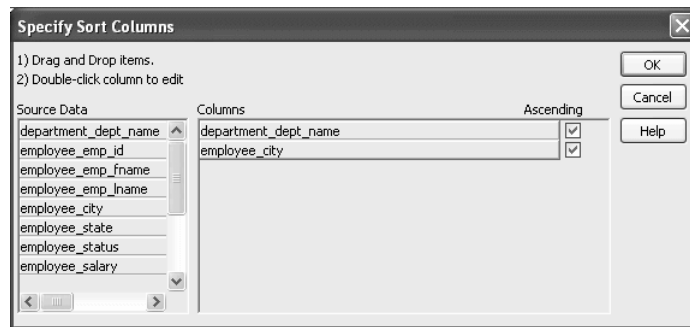 Specify Sort Columns
1) Drag and Drop items.
2) Double-click column to edit
OK
Cancel
Help
Source Data
department_dept_name
employee_emp_id
employee_emp_fname
employee_emp_lname
employee_city
employee_state
employee_status
employee_salary
Columns
Ascending
department_dept_name
employee_city